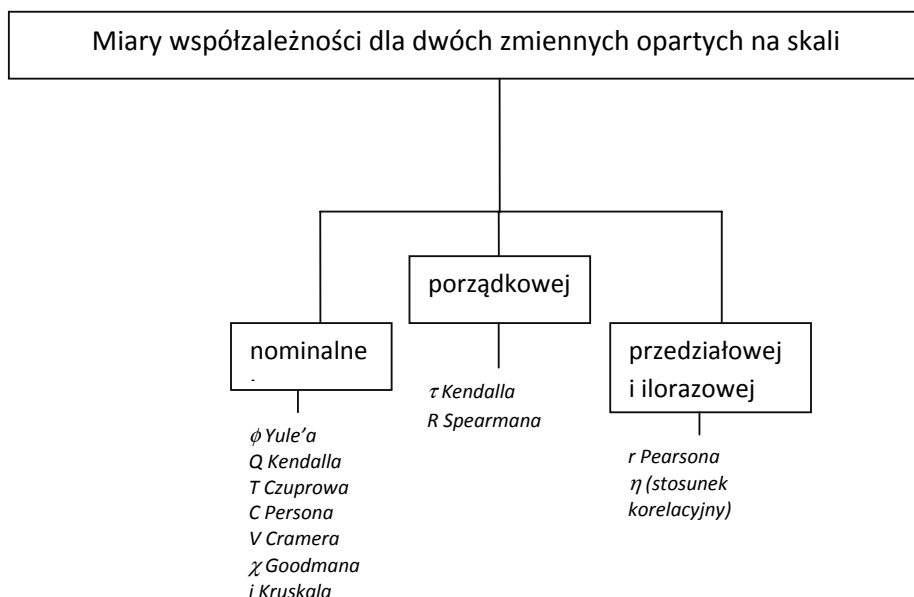 Miary współzależności dla dwóch zmiennych opartych na skali
porządkowej
nominalne
przedziałowej
i ilorazowej
τ Kendalla
R Spearmana
ϕ Yule’a
Q Kendalla
T Czuprowa
C Persona
V Cramera
χ Goodmana
i Kruskala
r Pearsona
η (stosunek
korelacyjny)